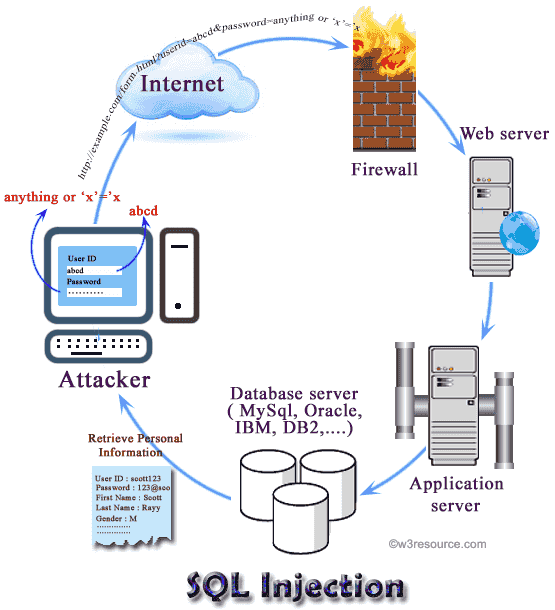 http://example.com/form.html?userid=abcd&password=anything or ‘x’=’x
Internet
Firewall
Web server
anything or ‘x’=’x
abcd
User ID
abcd
Password
··········
Attacker
Database server
( MySql, Oracle,
IBM, DB2,....)
Application
server
Retrieve Personal
Information
User ID : scott123
Password : 123@sco
First Name : Scott
Last Name : Rayy
Gender : M
..............
..............
©w3resource.com
SQL Injection